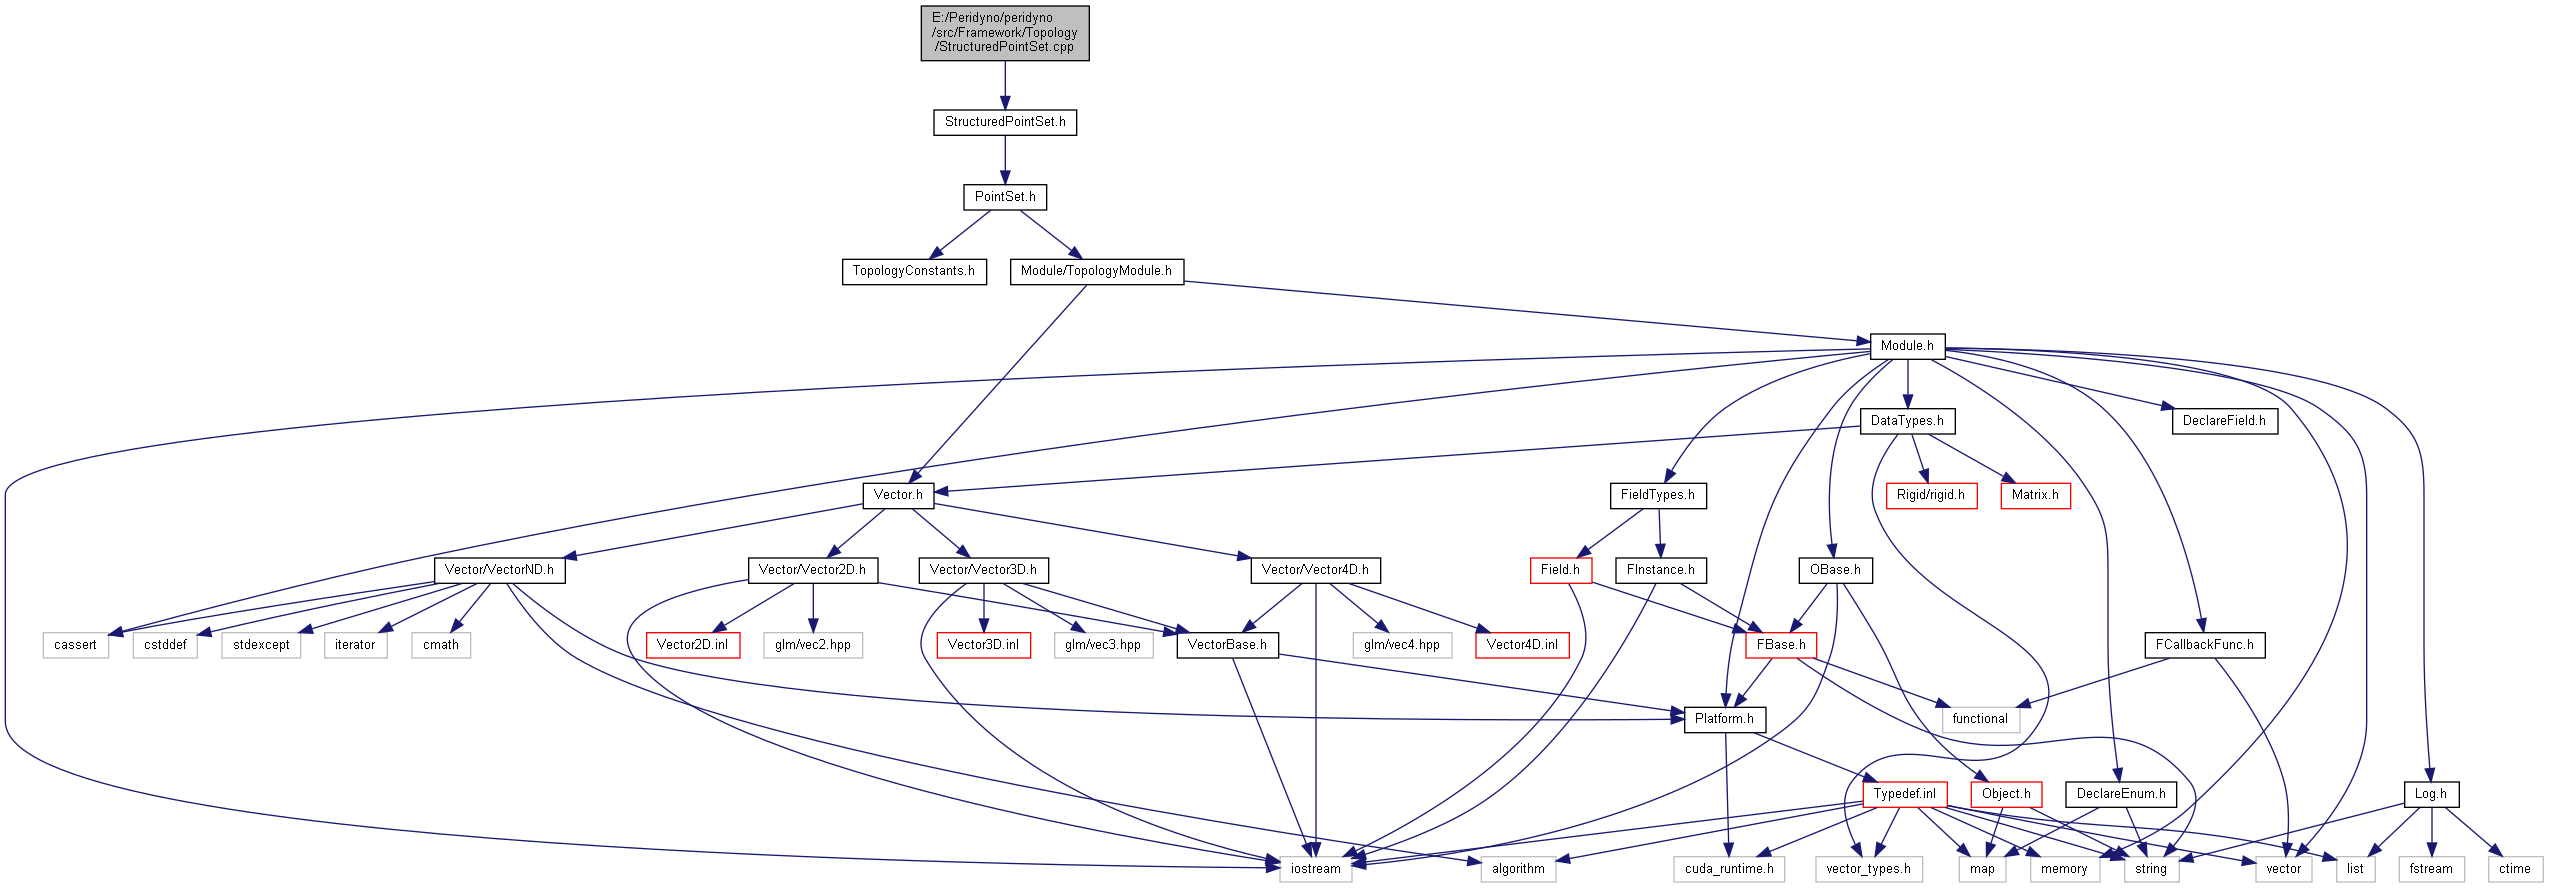 E:/Peridyno/peridyno
/src/Framework/Topology
/StructuredPointSet.cpp
StructuredPointSet.h
PointSet.h
TopologyConstants.h
Module/TopologyModule.h
Module.h
DataTypes.h
DeclareField.h
Vector.h
FieldTypes.h
Rigid/rigid.h
Matrix.h
Vector/VectorND.h
Vector/Vector2D.h
Vector/Vector3D.h
Vector/Vector4D.h
Field.h
FInstance.h
OBase.h
cassert
cstddef
stdexcept
iterator
cmath
Vector2D.inl
glm/vec2.hpp
Vector3D.inl
glm/vec3.hpp
VectorBase.h
glm/vec4.hpp
Vector4D.inl
FBase.h
FCallbackFunc.h
Platform.h
functional
Typedef.inl
Object.h
DeclareEnum.h
Log.h
iostream
algorithm
cuda_runtime.h
vector_types.h
map
memory
string
vector
list
fstream
ctime